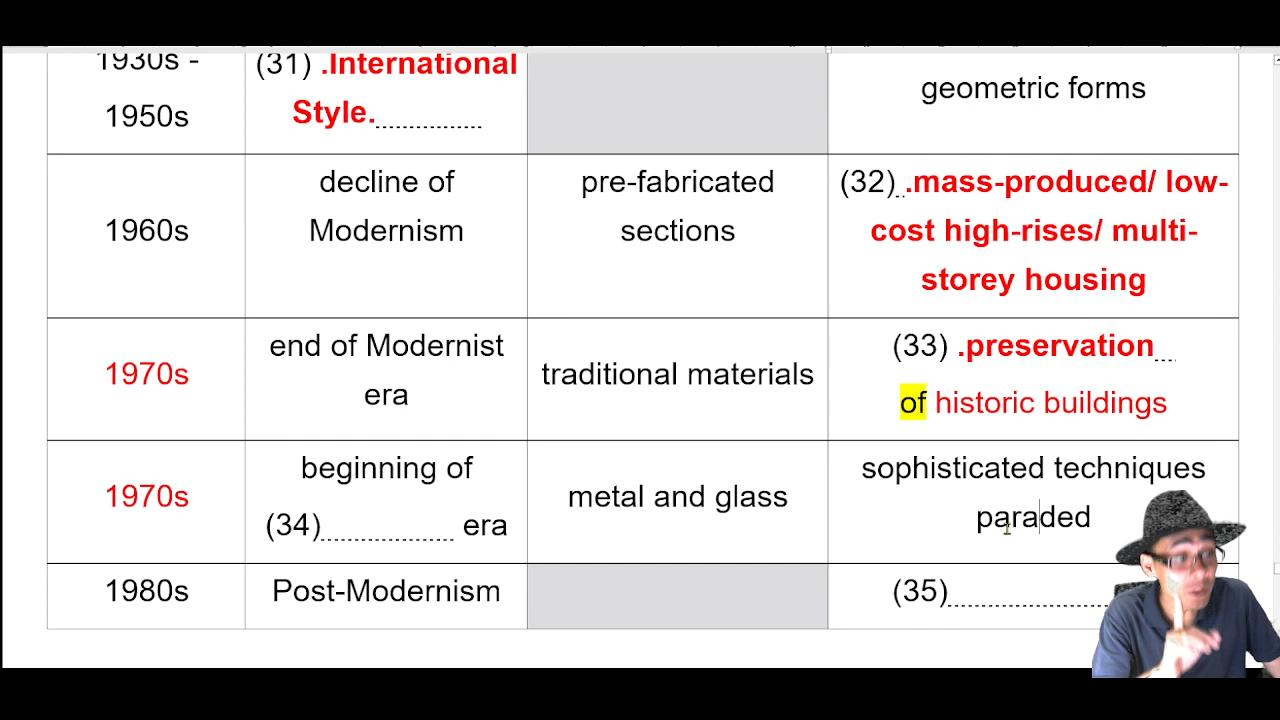 1930s -
1950s
(31) .International
Style.
geometric forms
1960s
decline of
Modernism
pre-fabricated
sections
(32) .mass-produced/ low-
cost high-rises/ multi-
storey housing
1970s
end of Modernist
era
traditional materials
(33) .preservation
of historic buildings
1970s
beginning of
(34).................... era
metal and glass
sophisticated techniques
paraded
1980s
Post-Modernism
(35)........................